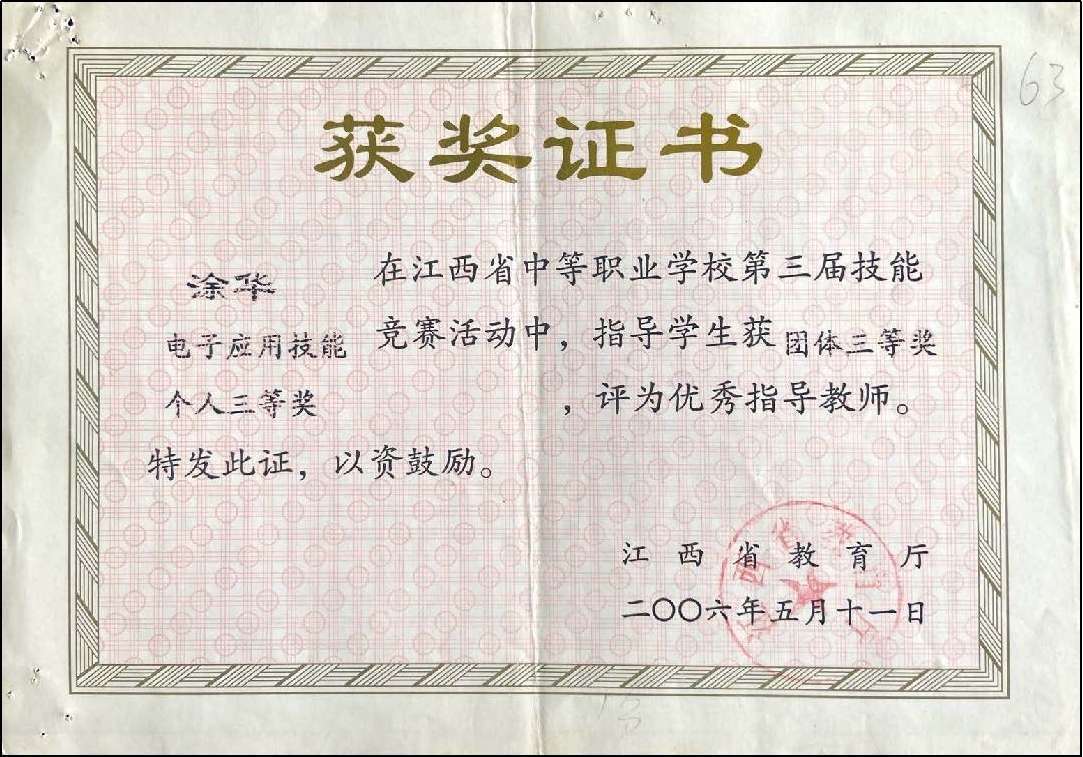 63
获奖证书
涂华 在江西省中等职业学校第三届技能
电子应用技能 竞赛活动中，指导学生获 团体三等奖
个人三等奖 ，评为优秀指导教师。
特发此证，以资鼓励。
江西省教育厅
二〇〇六年五月十一日